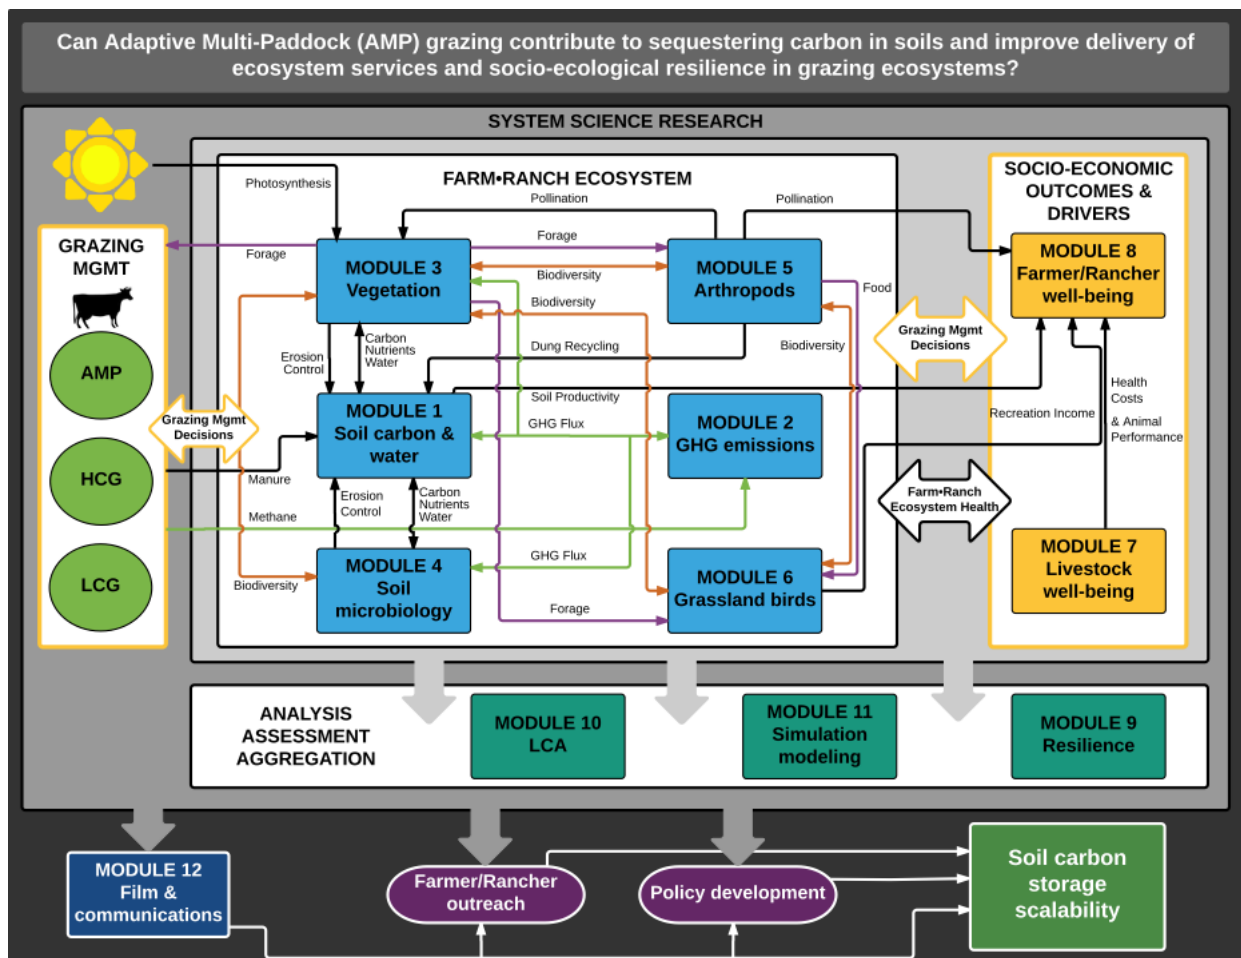 Can Adaptive Multi-Paddock (AMP) grazing contribute to sequestering carbon in soils and improve delivery of
ecosystem services and socio-ecological resilience in grazing ecosystems?
SYSTEM SCIENCE RESEARCH
GRAZING
MGMT
AMP
HCG
LCG
Grazing Mgmt
Decisions
FARM•RANCH ECOSYSTEM
Photosynthesis
Pollination
Pollination
Forage
Forage
Biodiversity
Biodiversity
Food
Biodiversity
MODULE 3
Vegetation
MODULE 5
Arthropods
Erosion
Control
Carbon
Nutrients
Water
Dung Recycling
Soil Productivity
MODULE 1
Soil carbon &
water
GHG Flux
MODULE 2
GHG emissions
Manure
Erosion
Control
Carbon
Nutrients
Water
Methane
GHG Flux
Biodiversity
MODULE 4
Soil
microbiology
Forage
MODULE 6
Grassland birds
Grazing Mgmt
Decisions
Farm•Ranch
Ecosystem Health
SOCIO-ECONOMIC
OUTCOMES &
DRIVERS
MODULE 8
Farmer/Rancher
well-being
Recreation Income
Health
Costs
& Animal
Performance
MODULE 7
Livestock
well-being
ANALYSIS
ASSESSMENT
AGGREGATION
MODULE 10
LCA
MODULE 11
Simulation
modeling
MODULE 9
Resilience
MODULE 12
Film &
communications
Farmer/Rancher
outreach
Policy development
Soil carbon
storage
scalability